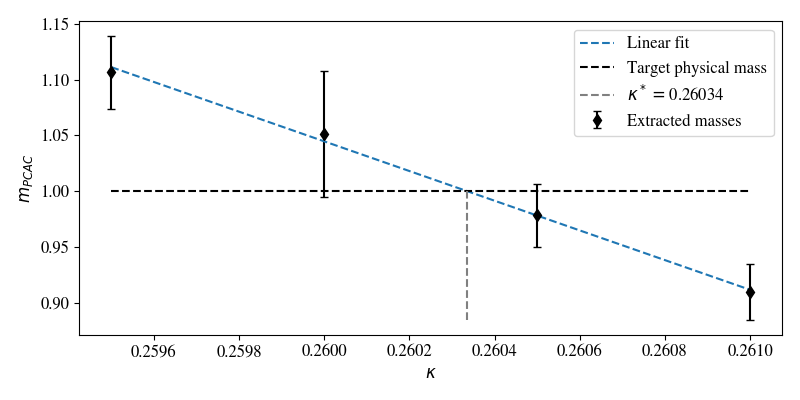 1.15
1.10
1.05
1.00
0.95
0.90
m_PCAC
0.2596 0.2598 0.2600 0.2602 0.2604 0.2606 0.2608 0.2610
κ
Linear fit
Target physical mass
κ* = 0.26034
Extracted masses